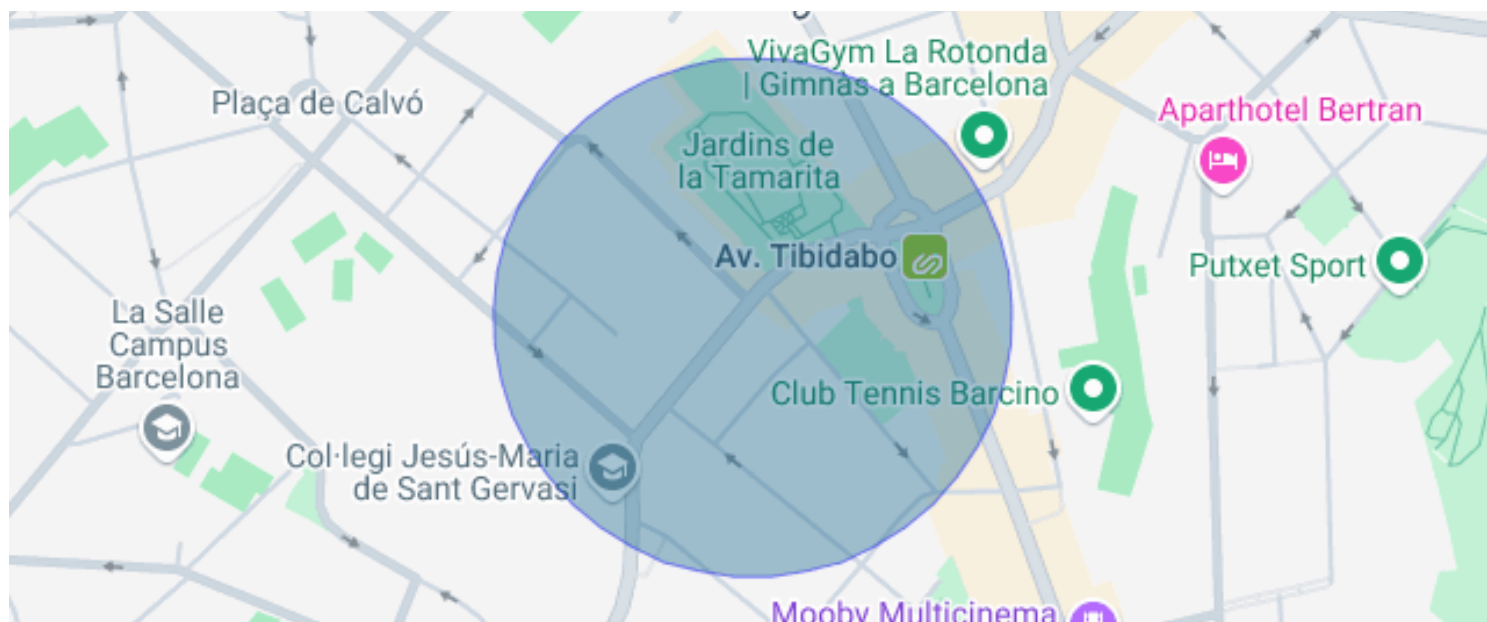 VivaGym La Rotonda
| Gimnàs a Barcelona
Plaça de Calvó
Aparthotel Bertran
Jardins de
la Tamarita
Av. Tibidabo
Putxet Sport
La Salle
Campus
Barcelona
Club Tennis Barcino
Col·legi Jesús-Maria
de Sant Gervasi
Mooby Multicinema